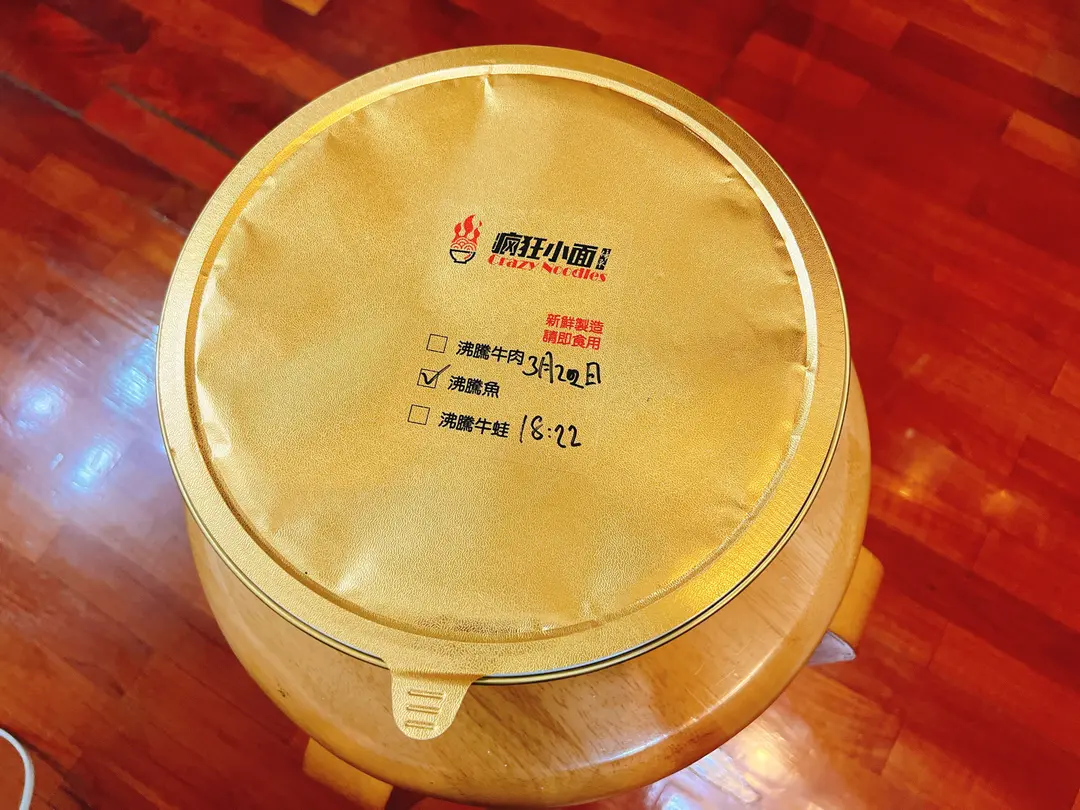 瘋狂小面
Crazy Noodles
新鮮製造
請即食用
沸騰牛肉
3月20日
沸騰魚
沸騰牛蛙
18:22